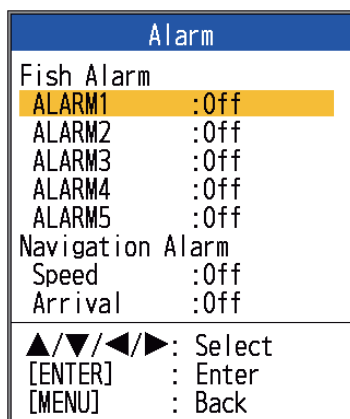 Alarm
Fish Alarm
ALARM1 :Off
ALARM2 :Off
ALARM3 :Off
ALARM4 :Off
ALARM5 :Off
Navigation Alarm
Speed :Off
Arrival :Off
▲/▼/◀/▶: Select
[ENTER] : Enter
[MENU] : Back